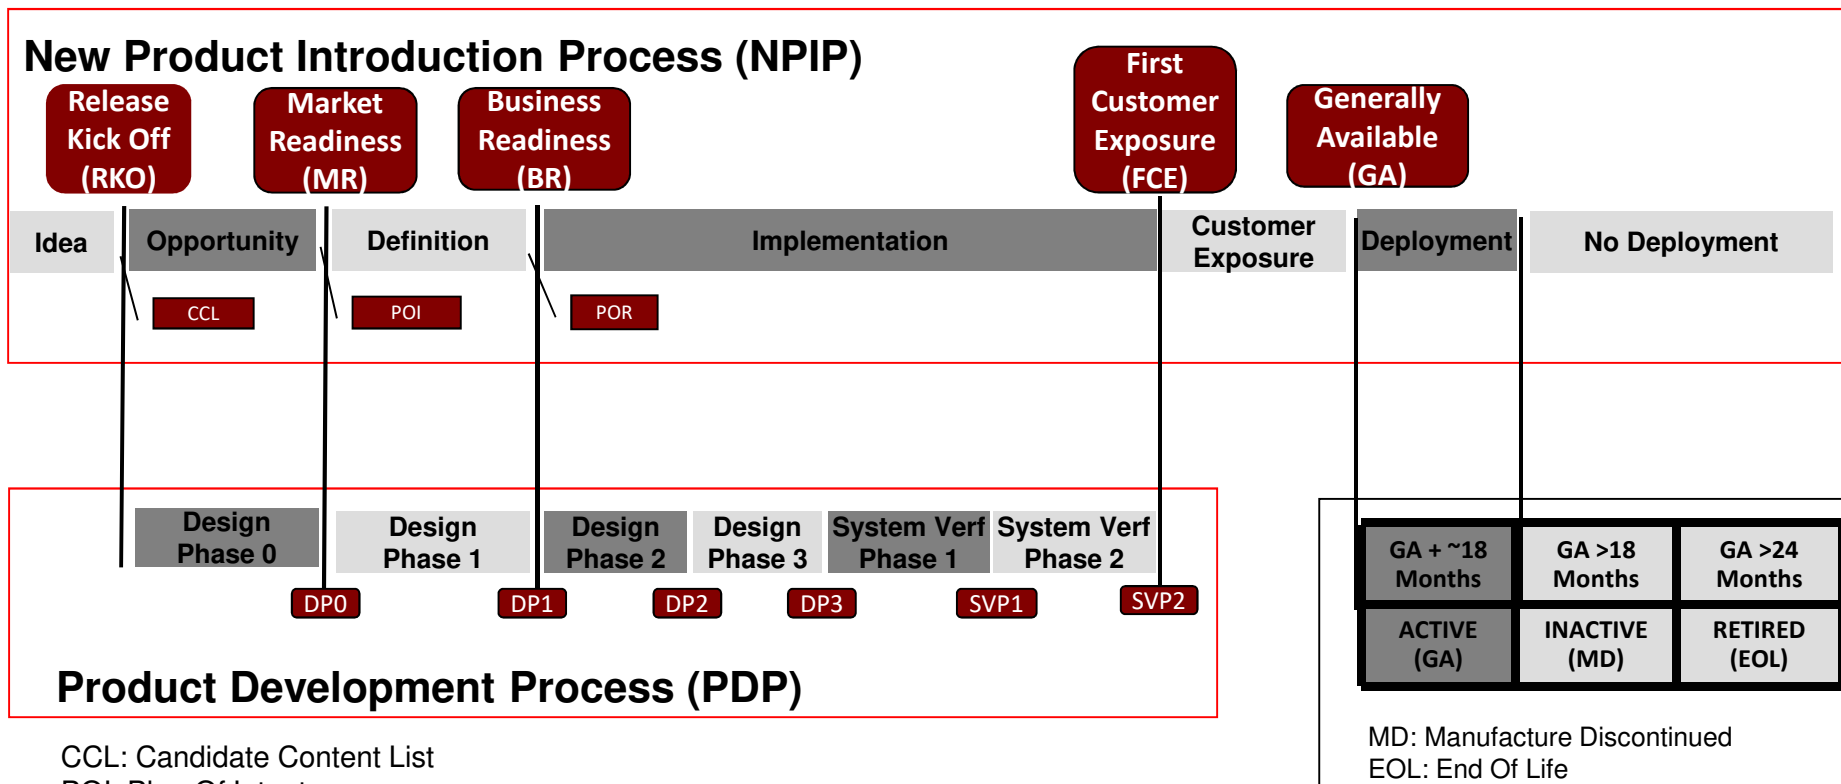 New Product Introduction Process (NPIP)
Release
Kick Off
(RKO)
Market
Readiness
(MR)
Business
Readiness
(BR)
First
Customer
Exposure
(FCE)
Generally
Available
(GA)
Idea
Opportunity
Definition
Implementation
Customer
Exposure
Deployment
No Deployment
CCL
POI
POR
Design
Phase 0
Design
Phase 1
Design
Phase 2
Design
Phase 3
System Verf
Phase 1
System Verf
Phase 2
DP0
DP1
DP2
DP3
SVP1
SVP2
Product Development Process (PDP)
GA + ~18
Months
GA >18
Months
GA >24
Months
ACTIVE
(GA)
INACTIVE
(MD)
RETIRED
(EOL)
CCL: Candidate Content List
MD: Manufacture Discontinued
EOL: End Of Life